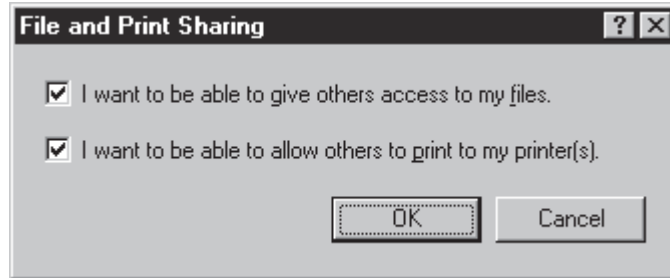 File and Print Sharing
I want to be able to give others access to my files.
I want to be able to allow others to print to my printer(s).
OK Cancel